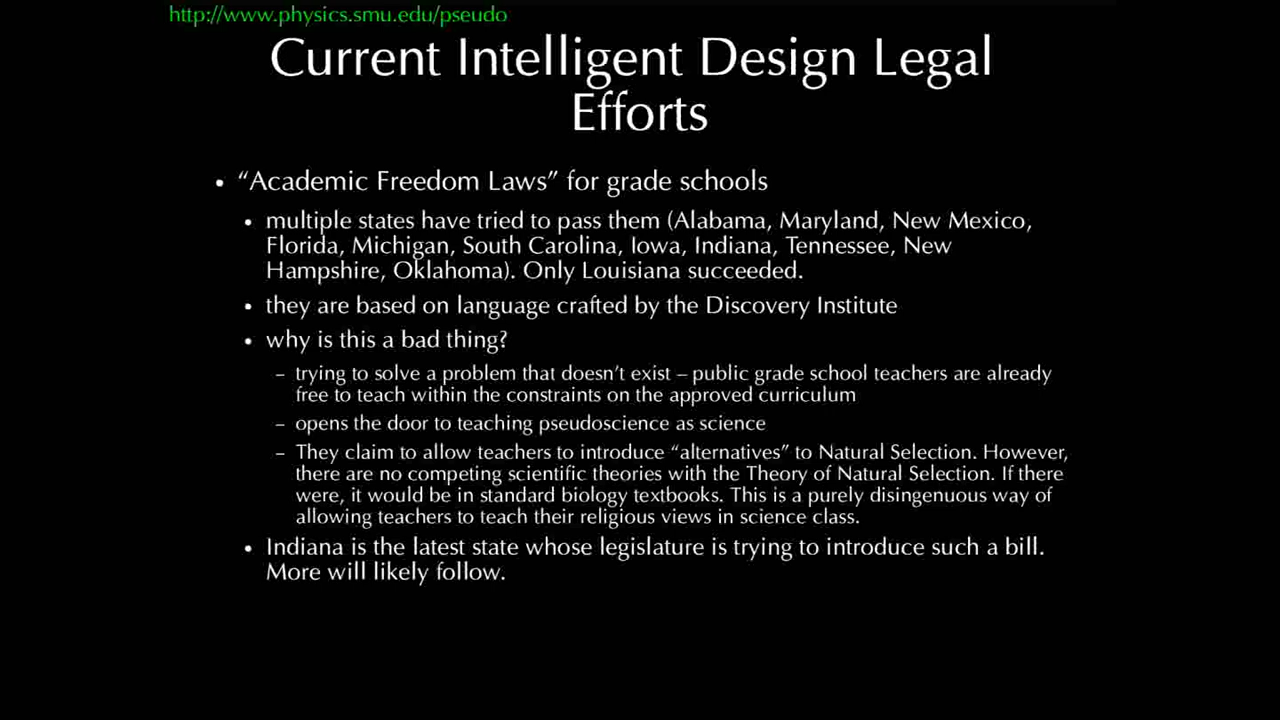 http://www.physics.smu.edu/pseudo
Current Intelligent Design Legal
Efforts
• “Academic Freedom Laws” for grade schools
• multiple states have tried to pass them (Alabama, Maryland, New Mexico,
Florida, Michigan, South Carolina, Iowa, Indiana, Tennessee, New
Hampshire, Oklahoma). Only Louisiana succeeded.
• they are based on language crafted by the Discovery Institute
• why is this a bad thing?
– trying to solve a problem that doesn’t exist – public grade school teachers are already
free to teach within the constraints on the approved curriculum
– opens the door to teaching pseudoscience as science
– They claim to allow teachers to introduce “alternatives” to Natural Selection. However,
there are no competing scientific theories with the Theory of Natural Selection. If there
were, it would be in standard biology textbooks. This is a purely disingenuous way of
allowing teachers to teach their religious views in science class.
• Indiana is the latest state whose legislature is trying to introduce such a bill.
More will likely follow.